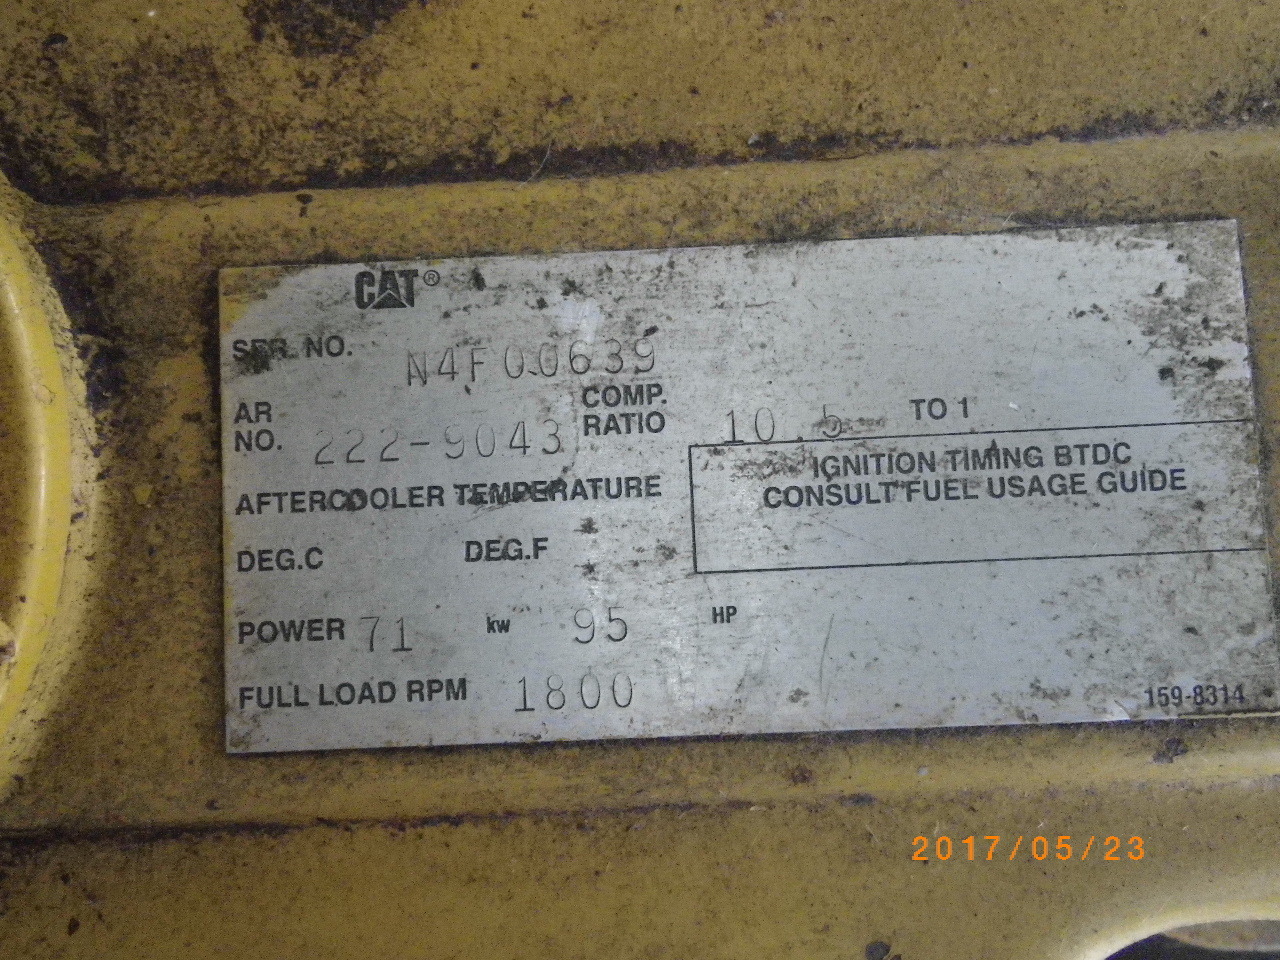 CAT®
SER. NO. N4F00639
AR NO. 222-9043 COMP. RATIO 10.5 TO 1
IGNITION TIMING BTDC
CONSULT FUEL USAGE GUIDE
AFTERCOOLER TEMPERATURE
DEG.C DEG.F
POWER 71 kw 95 HP
FULL LOAD RPM 1800
159-8314
2017/05/23